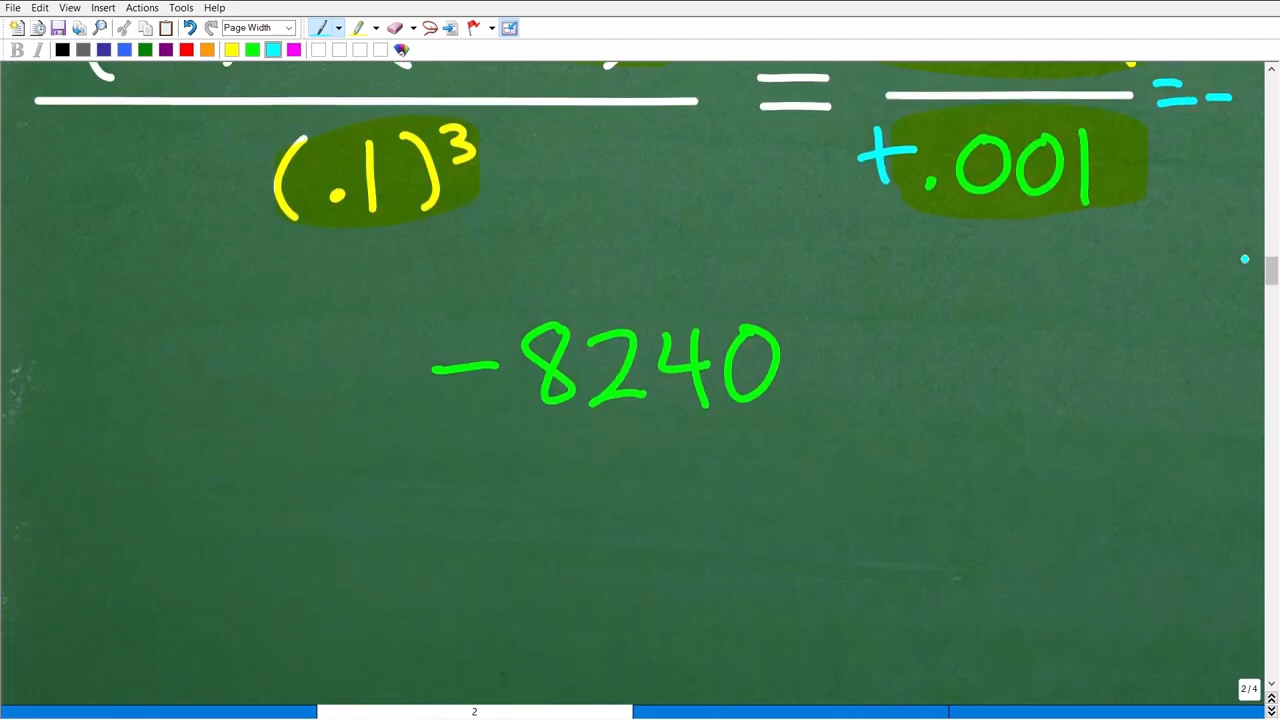 File Edit View Insert Actions Tools Help
Page Width
B I
= = -
(.1)³ + .001
- 8240
2 / 4
2